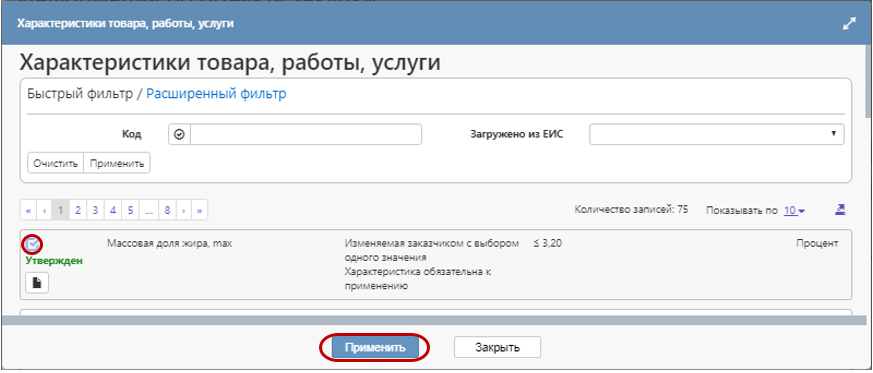 Характеристики товара, работы, услуги
Характеристики товара, работы, услуги
Быстрый фильтр / Расширенный фильтр
Код Загружено из ЕИС
Очистить Применить
« ‹ 1 2 3 4 5 ... 8 › » Количество записей: 75 Показывать по 10
Массовая доля жира, max Изменяемая заказчиком с выбором ≤ 3,20 Процент
одного значения
Утвержден
Характеристика обязательна к
применению
Применить Закрыть